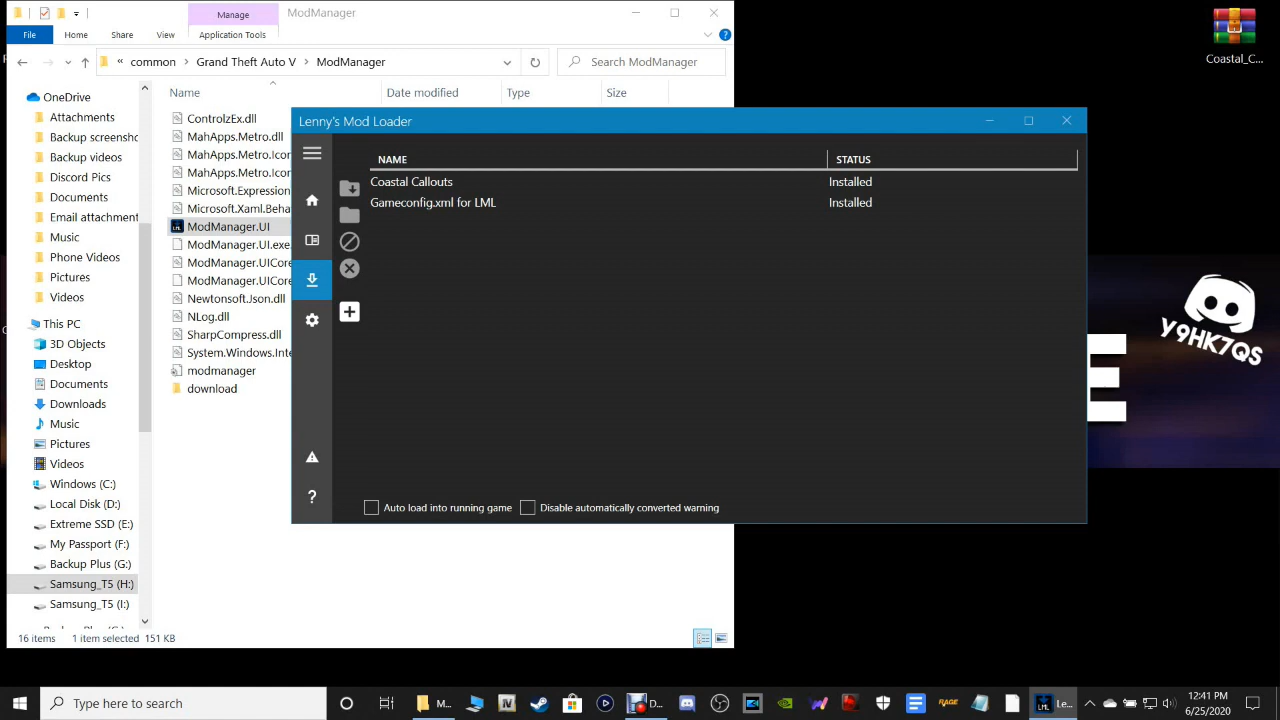 Manage
ModManager
File
Home
Share
View
Application Tools
« common > Grand Theft Auto V > ModManager
Search ModManager
Name
Date modified
Type
Size
OneDrive
Attachments
Backup screensho
Backup videos
Discord Pics
Documents
Email attachment
Music
Phone Videos
Pictures
Videos
This PC
3D Objects
Desktop
Documents
Downloads
Music
Pictures
Videos
Windows (C:)
Local Disk (D:)
Extreme SSD (E:)
My Passport (F:)
Backup Plus (G:)
Samsung_T5 (H:)
Samsung_T5 (I:)
ControlzEx.dll
MahApps.Metro.dll
MahApps.Metro.Icon
MahApps.Metro.Icon
Microsoft.Expression
Microsoft.Xaml.Beha
ModManager.UI
ModManager.UI.exe.
ModManager.UICore
ModManager.UICore
Newtonsoft.Json.dll
NLog.dll
SharpCompress.dll
System.Windows.Inte
modmanager
download
16 items
1 item selected
151 KB
Lenny's Mod Loader
NAME
STATUS
Coastal Callouts
Installed
Gameconfig.xml for LML
Installed
Auto load into running game
Disable automatically converted warning
Coastal_C...
Y9HK7QS
Type here to search
M...
IV
D...
RAGE
LML
Le...
12:41 PM
6/25/2020